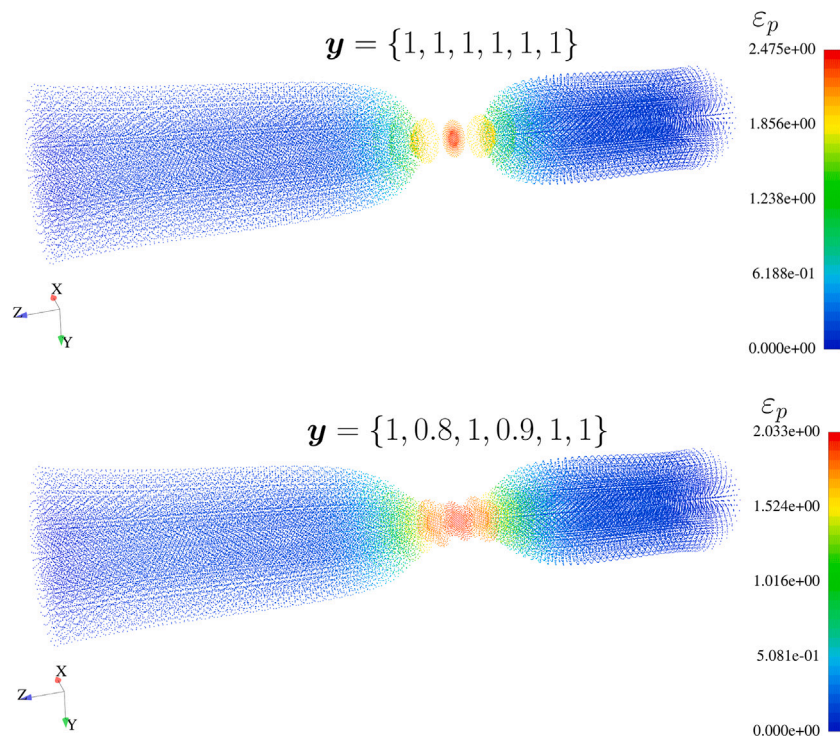 εp
y = {1, 1, 1, 1, 1, 1}
2.475e+00
1.856e+00
1.238e+00
6.188e-01
0.000e+00
X
Z
Y
εp
y = {1, 0.8, 1, 0.9, 1, 1}
2.033e+00
1.524e+00
1.016e+00
5.081e-01
0.000e+00
X
Z
Y